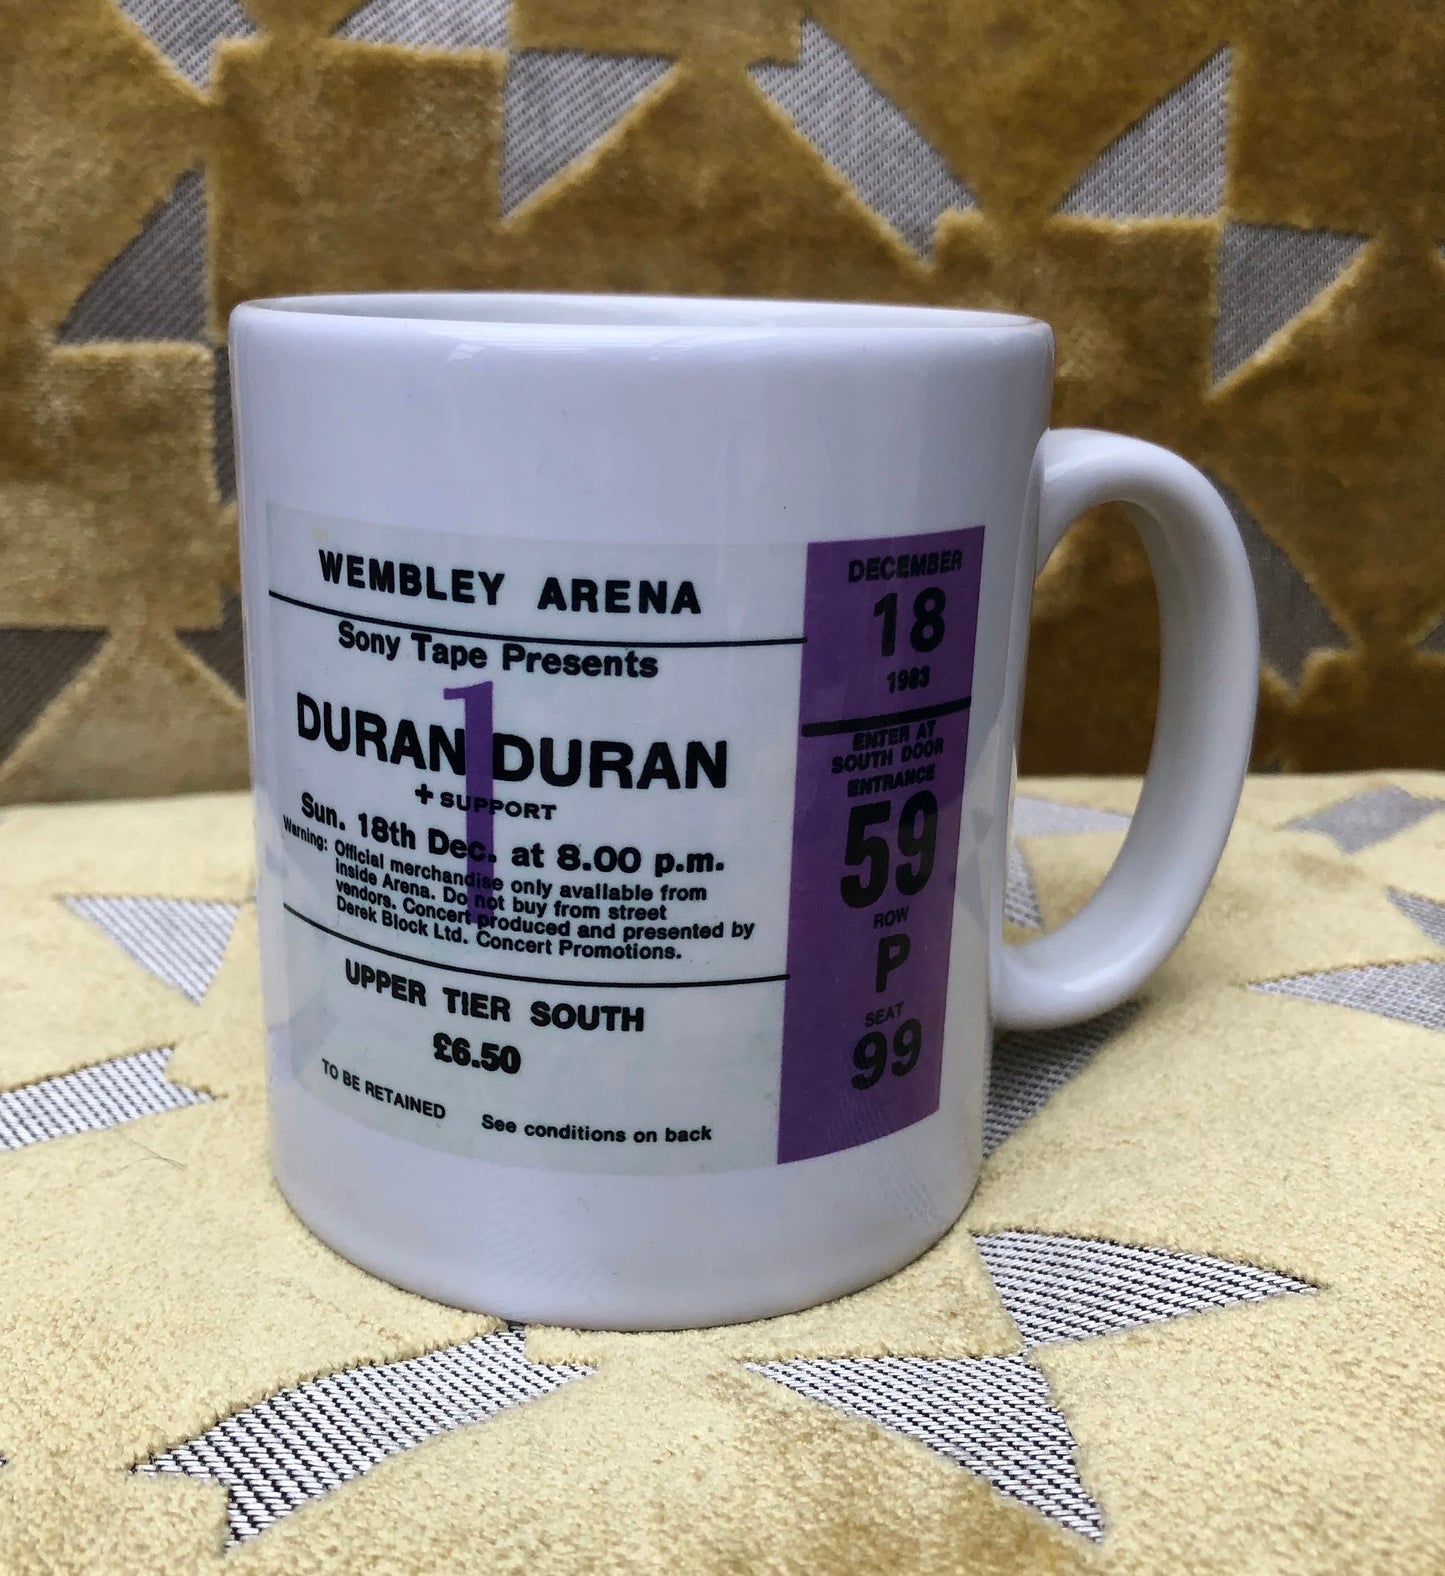 WEMBLEY ARENA
Sony Tape Presents
1
DURAN DURAN
+ SUPPORT
Sun. 18th Dec. at 8.00 p.m.
Warning: Official merchandise only available from
inside Arena. Do not buy from street
vendors. Concert produced and presented by
Derek Block Ltd. Concert Promotions.
UPPER TIER SOUTH
£6.50
TO BE RETAINED
See conditions on back
DECEMBER
18
1983
ENTER AT
SOUTH DOOR
ENTRANCE
59
ROW
P
SEAT
99